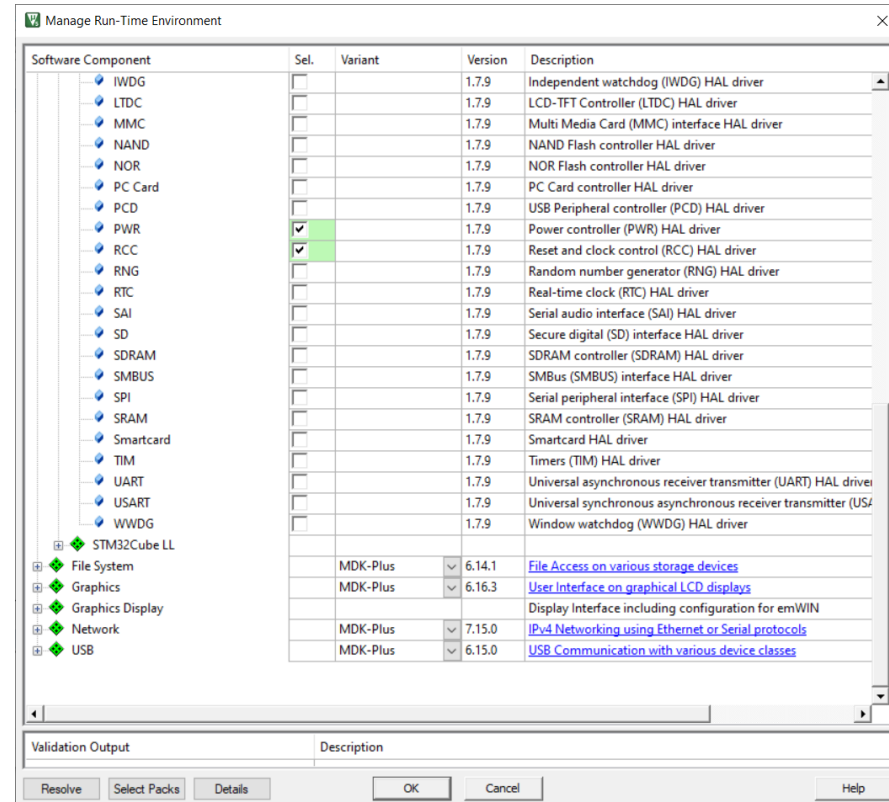 Manage Run-Time Environment
Software Component Sel. Variant Version Description
IWDG 1.7.9 Independent watchdog (IWDG) HAL driver
LTDC 1.7.9 LCD-TFT Controller (LTDC) HAL driver
MMC 1.7.9 Multi Media Card (MMC) interface HAL driver
NAND 1.7.9 NAND Flash controller HAL driver
NOR 1.7.9 NOR Flash controller HAL driver
PC Card 1.7.9 PC Card controller HAL driver
PCD 1.7.9 USB Peripheral controller (PCD) HAL driver
PWR 1.7.9 Power controller (PWR) HAL driver
RCC 1.7.9 Reset and clock control (RCC) HAL driver
RNG 1.7.9 Random number generator (RNG) HAL driver
RTC 1.7.9 Real-time clock (RTC) HAL driver
SAI 1.7.9 Serial audio interface (SAI) HAL driver
SD 1.7.9 Secure digital (SD) interface HAL driver
SDRAM 1.7.9 SDRAM controller (SDRAM) HAL driver
SMBUS 1.7.9 SMBus (SMBUS) interface HAL driver
SPI 1.7.9 Serial peripheral interface (SPI) HAL driver
SRAM 1.7.9 SRAM controller (SRAM) HAL driver
Smartcard 1.7.9 Smartcard HAL driver
TIM 1.7.9 Timers (TIM) HAL driver
UART 1.7.9 Universal asynchronous receiver transmitter (UART) HAL driver
USART 1.7.9 Universal synchronous asynchronous receiver transmitter (USA
WWDG 1.7.9 Window watchdog (WWDG) HAL driver
STM32Cube LL
File System MDK-Plus 6.14.1 File Access on various storage devices
Graphics MDK-Plus 6.16.3 User Interface on graphical LCD displays
Graphics Display Display Interface including configuration for emWIN
Network MDK-Plus 7.15.0 IPv4 Networking using Ethernet or Serial protocols
USB MDK-Plus 6.15.0 USB Communication with various device classes
Validation Output Description
Resolve Select Packs Details OK Cancel Help